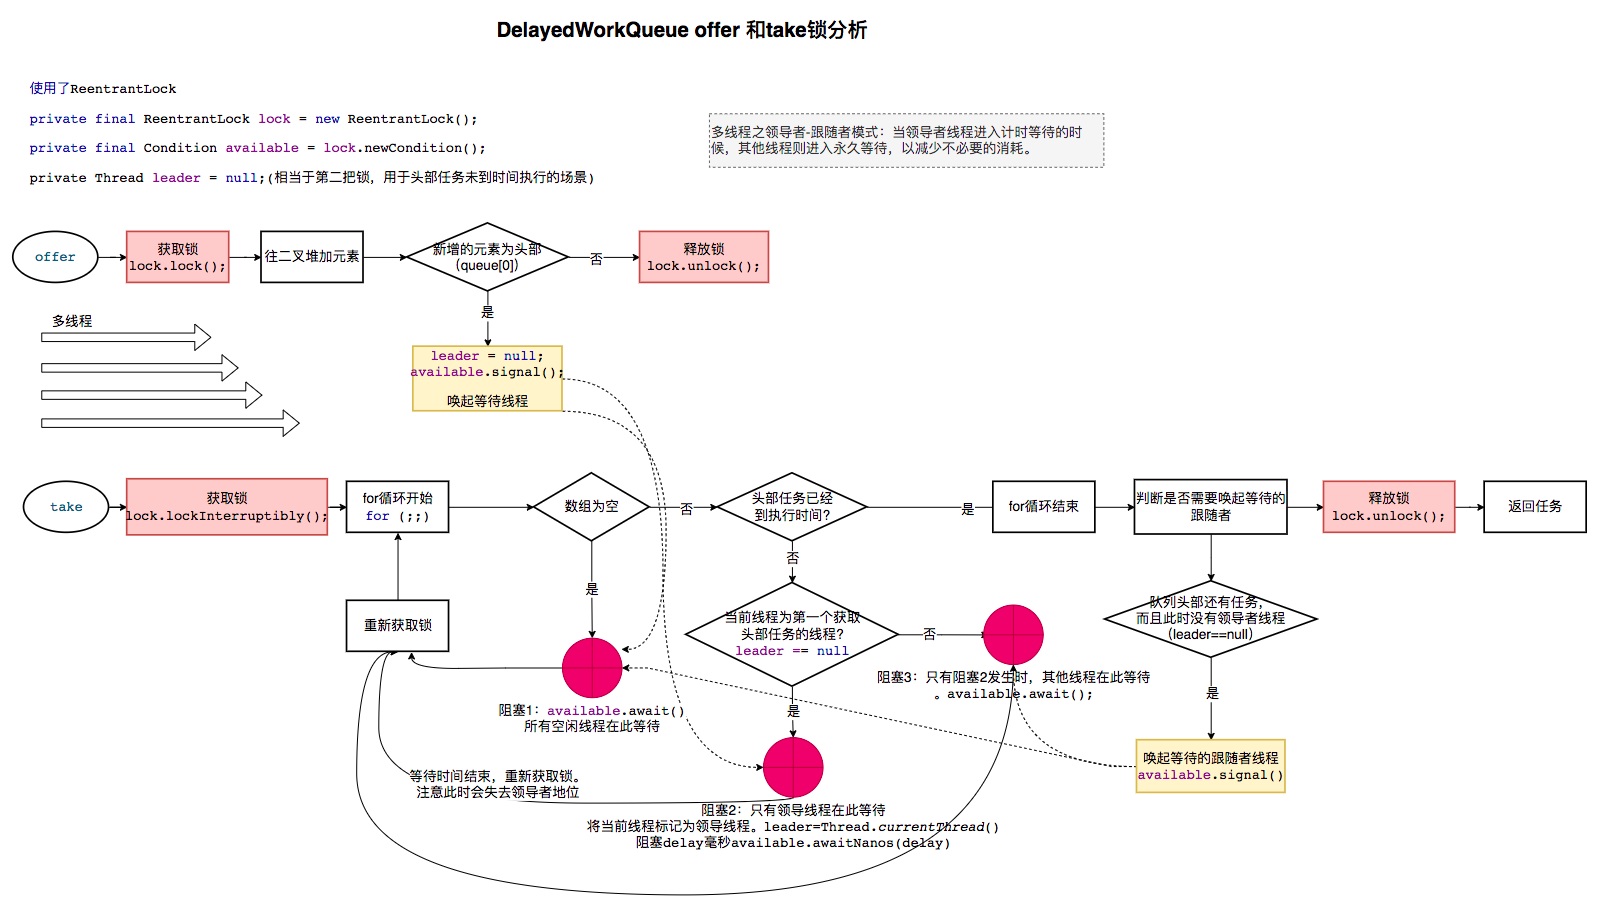 DelayedWorkQueue offer 和take锁分析
使用了ReentrantLock
private final ReentrantLock lock = new ReentrantLock();
private final Condition available = lock.newCondition();
private Thread leader = null;(相当于第二把锁，用于头部任务未到时间执行的场景)
多线程之领导者-跟随者模式：当领导者线程进入计时等待的时
候，其他线程则进入永久等待，以减少不必要的消耗。
offer
获取锁
lock.lock();
往二叉堆加元素
新增的元素为头部
（queue[0]）
否
释放锁
lock.unlock();
是
leader = null;
available.signal();
唤起等待线程
多线程
take
获取锁
lock.lockInterruptibly();
for循环开始
for (;;)
数组为空
否
头部任务已经
到执行时间?
是
for循环结束
判断是否需要唤起等待的
跟随者
释放锁
lock.unlock();
返回任务
是
否
重新获取锁
当前线程为第一个获取
头部任务的线程?
leader == null
否
队列头部还有任务，
而且此时没有领导者线程
（leader==null）
阻塞1：available.await()
所有空闲线程在此等待
阻塞3：只有阻塞2发生时，其他线程在此等待
。available.await();
是
是
等待时间结束，重新获取锁。
注意此时会失去领导者地位
唤起等待的跟随者线程
available.signal()
阻塞2：只有领导线程在此等待
将当前线程标记为领导线程。leader=Thread.currentThread()
阻塞delay毫秒available.awaitNanos(delay)